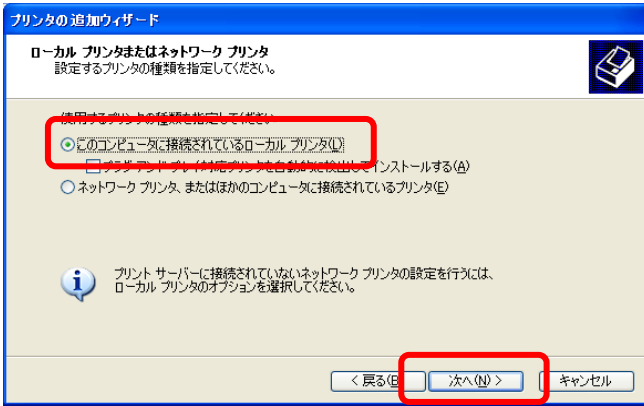 プリンタの追加ウィザード
ローカル プリンタまたはネットワーク プリンタ
設定するプリンタの種類を指定してください。
使用するプリンタの種類を指定してください
このコンピュータに接続されているローカル プリンタ(L)
プラグ アンド プレイ対応プリンタを自動的に検出してインストールする(A)
ネットワーク プリンタ、またはほかのコンピュータに接続されているプリンタ(E)
プリント サーバーに接続されていないネットワーク プリンタの設定を行うには、
ローカル プリンタのオプションを選択してください。
< 戻る(B 次へ(N) > キャンセル